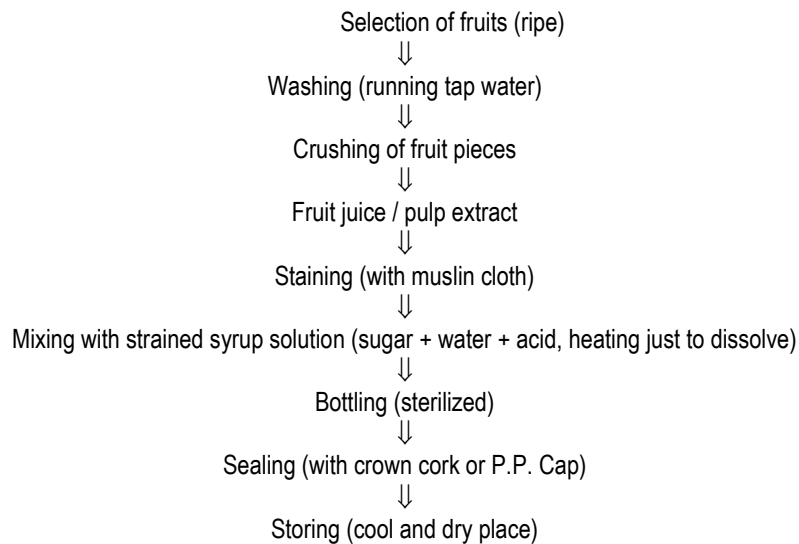 Selection of fruits (ripe)
⇓
Washing (running tap water)
⇓
Crushing of fruit pieces
⇓
Fruit juice / pulp extract
⇓
Staining (with muslin cloth)
⇓
Mixing with strained syrup solution (sugar + water + acid, heating just to dissolve)
⇓
Bottling (sterilized)
⇓
Sealing (with crown cork or P.P. Cap)
⇓
Storing (cool and dry place)